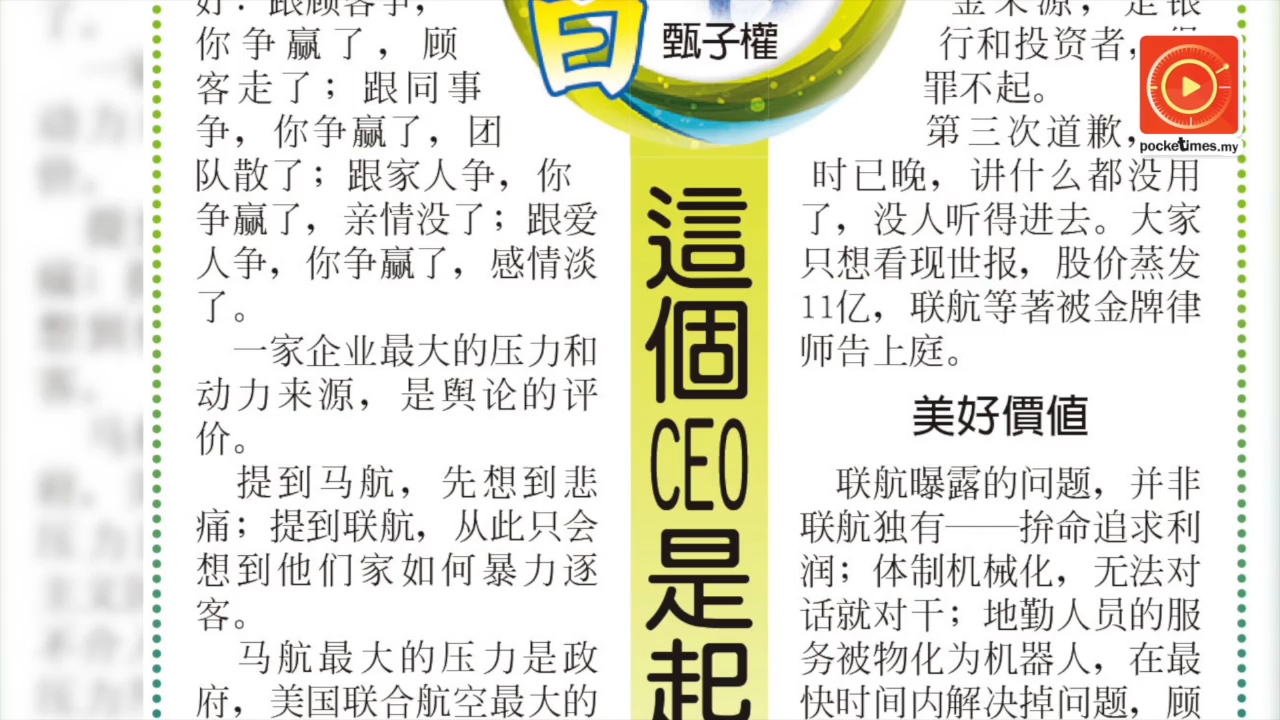 好：跟顾客争，
你争赢了，顾
客走了；跟同事
争，你争赢了，团
队散了；跟家人争，你
争赢了，亲情没了；跟爱
人争，你争赢了，感情淡
了。
一家企业最大的压力和
动力来源，是舆论的评
价。
提到马航，先想到悲
痛；提到联航，从此只会
想到他们家如何暴力逐
客。
马航最大的压力是政
府，美国联合航空最大的
甄子權
這個CEO是起
金来源，是银
行和投资者，得
罪不起。
第三次道歉，
时已晚，讲什么都没用
了，没人听得进去。大家
只想看现世报，股价蒸发
11亿，联航等著被金牌律
师告上庭。
美好價值
联航曝露的问题，并非
联航独有——拚命追求利
润；体制机械化，无法对
话就对干；地勤人员的服
务被物化为机器人，在最
快时间内解决掉问题，顾
pocketimes.my